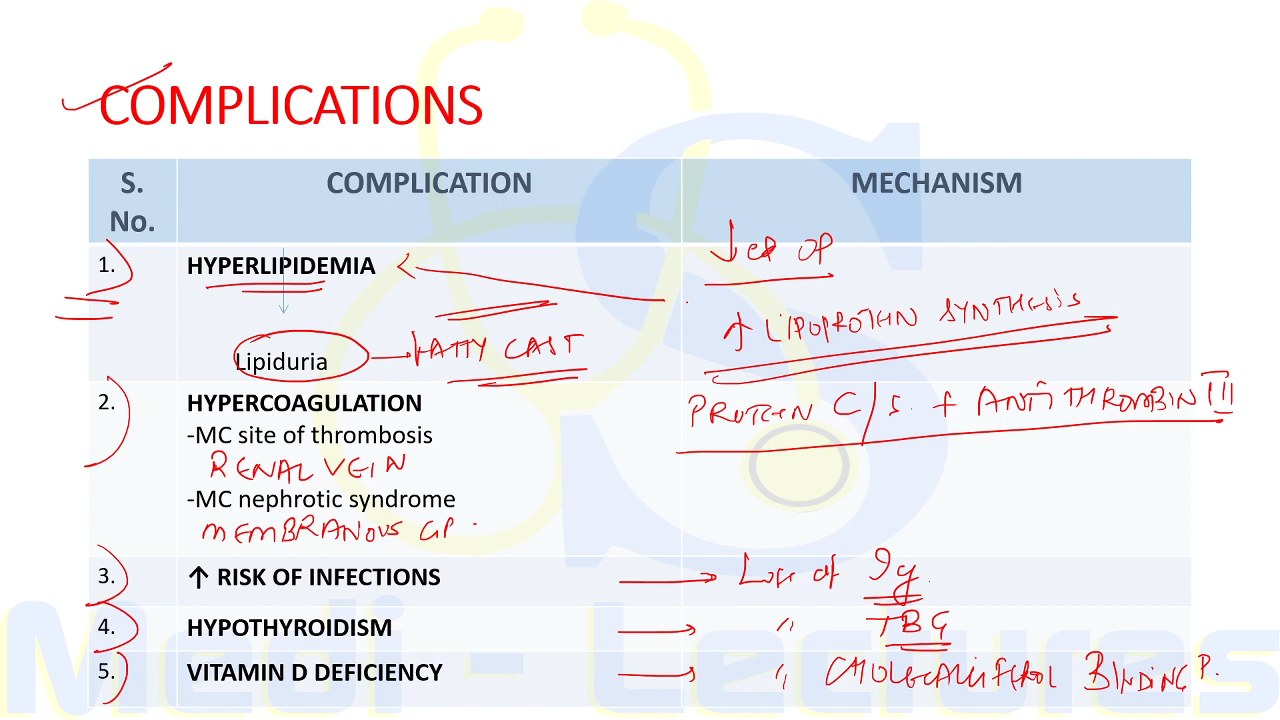 COMPLICATIONS
S. No.
COMPLICATION
MECHANISM
1.
HYPERLIPIDEMIA
↓ed OP
↑ LIPOPROTEIN SYNTHESIS
Lipiduria → FATTY CAST
2.
HYPERCOAGULATION
PROTEIN C/S. + ANTITHROMBIN III
-MC site of thrombosis
RENAL VEIN
-MC nephrotic syndrome
MEMBRANOUS GP
3.
↑ RISK OF INFECTIONS → Loss of Ig
4.
HYPOTHYROIDISM → " TBG
5.
VITAMIN D DEFICIENCY → " CHOLECALCIFEROL BINDING P.
Medi - Lectures